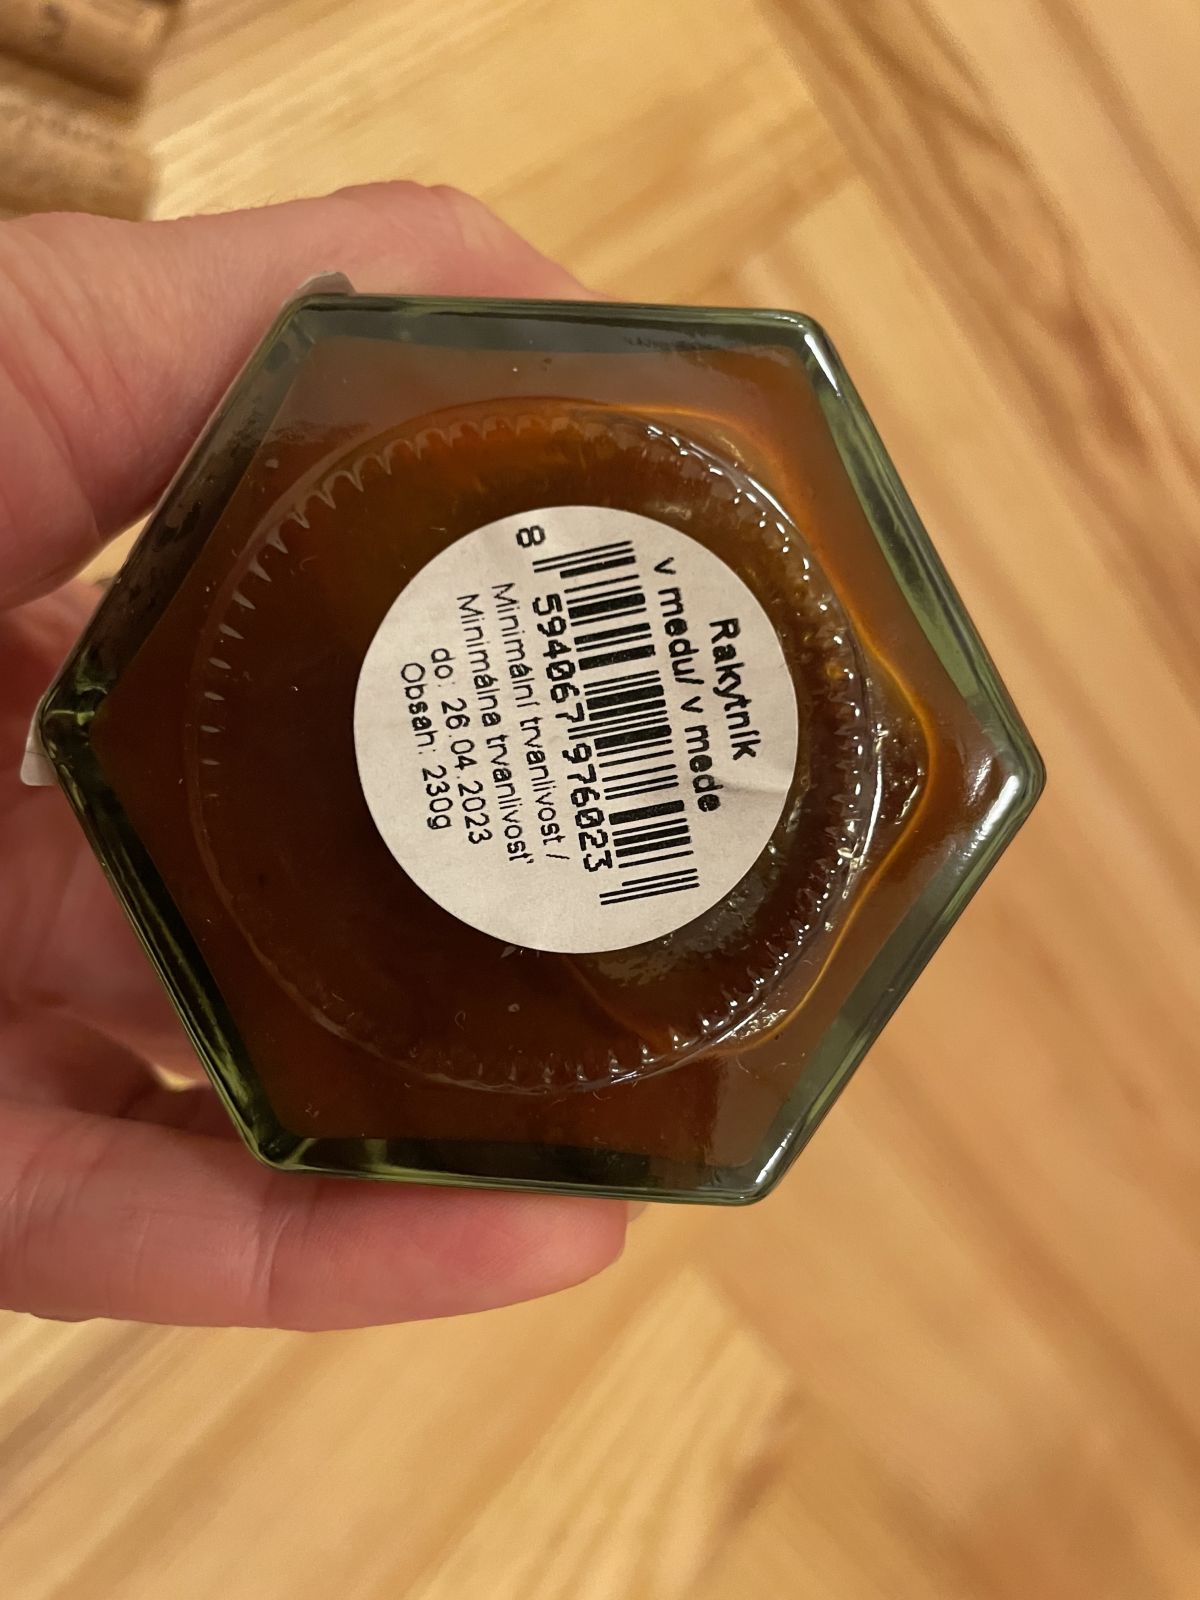 Rakytník
v medu/ v mede
8 594067 976023
Minimální trvanlivost /
Minimálna trvanlivosť
do: 26.04.2023
Obsah: 230g